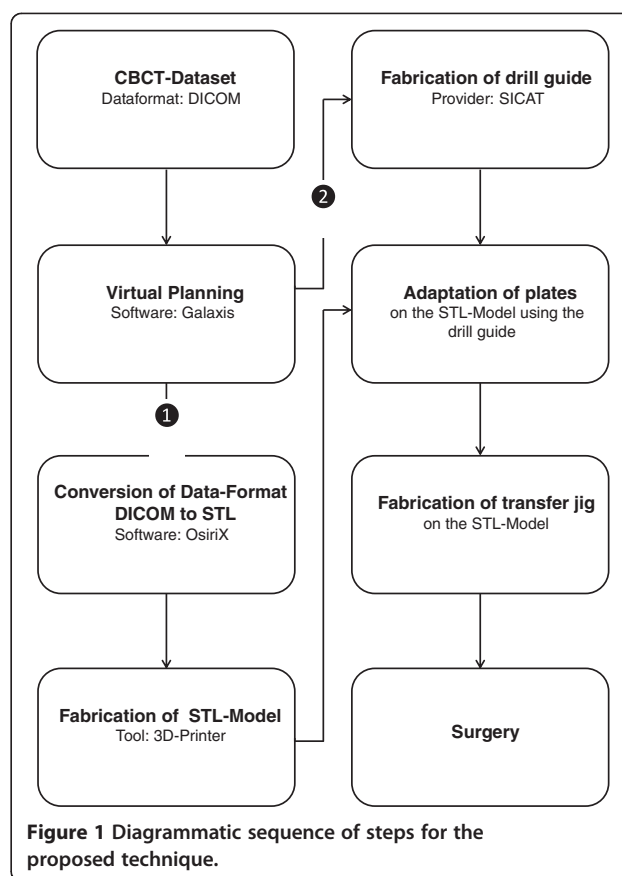 CBCT-Dataset
Dataformat: DICOM
Virtual Planning
Software: Galaxis
1
Conversion of Data-Format
DICOM to STL
Software: OsiriX
Fabrication of STL-Model
Tool: 3D-Printer
2
Fabrication of drill guide
Provider: SICAT
Adaptation of plates
on the STL-Model using the
drill guide
Fabrication of transfer jig
on the STL-Model
Surgery
Figure 1 Diagrammatic sequence of steps for the
proposed technique.